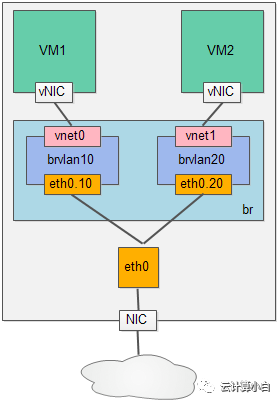 VM1
VM2
vNIC
vNIC
vnet0
vnet1
brvlan10
brvlan20
eth0.10
eth0.20
br
eth0
NIC
云计算小白